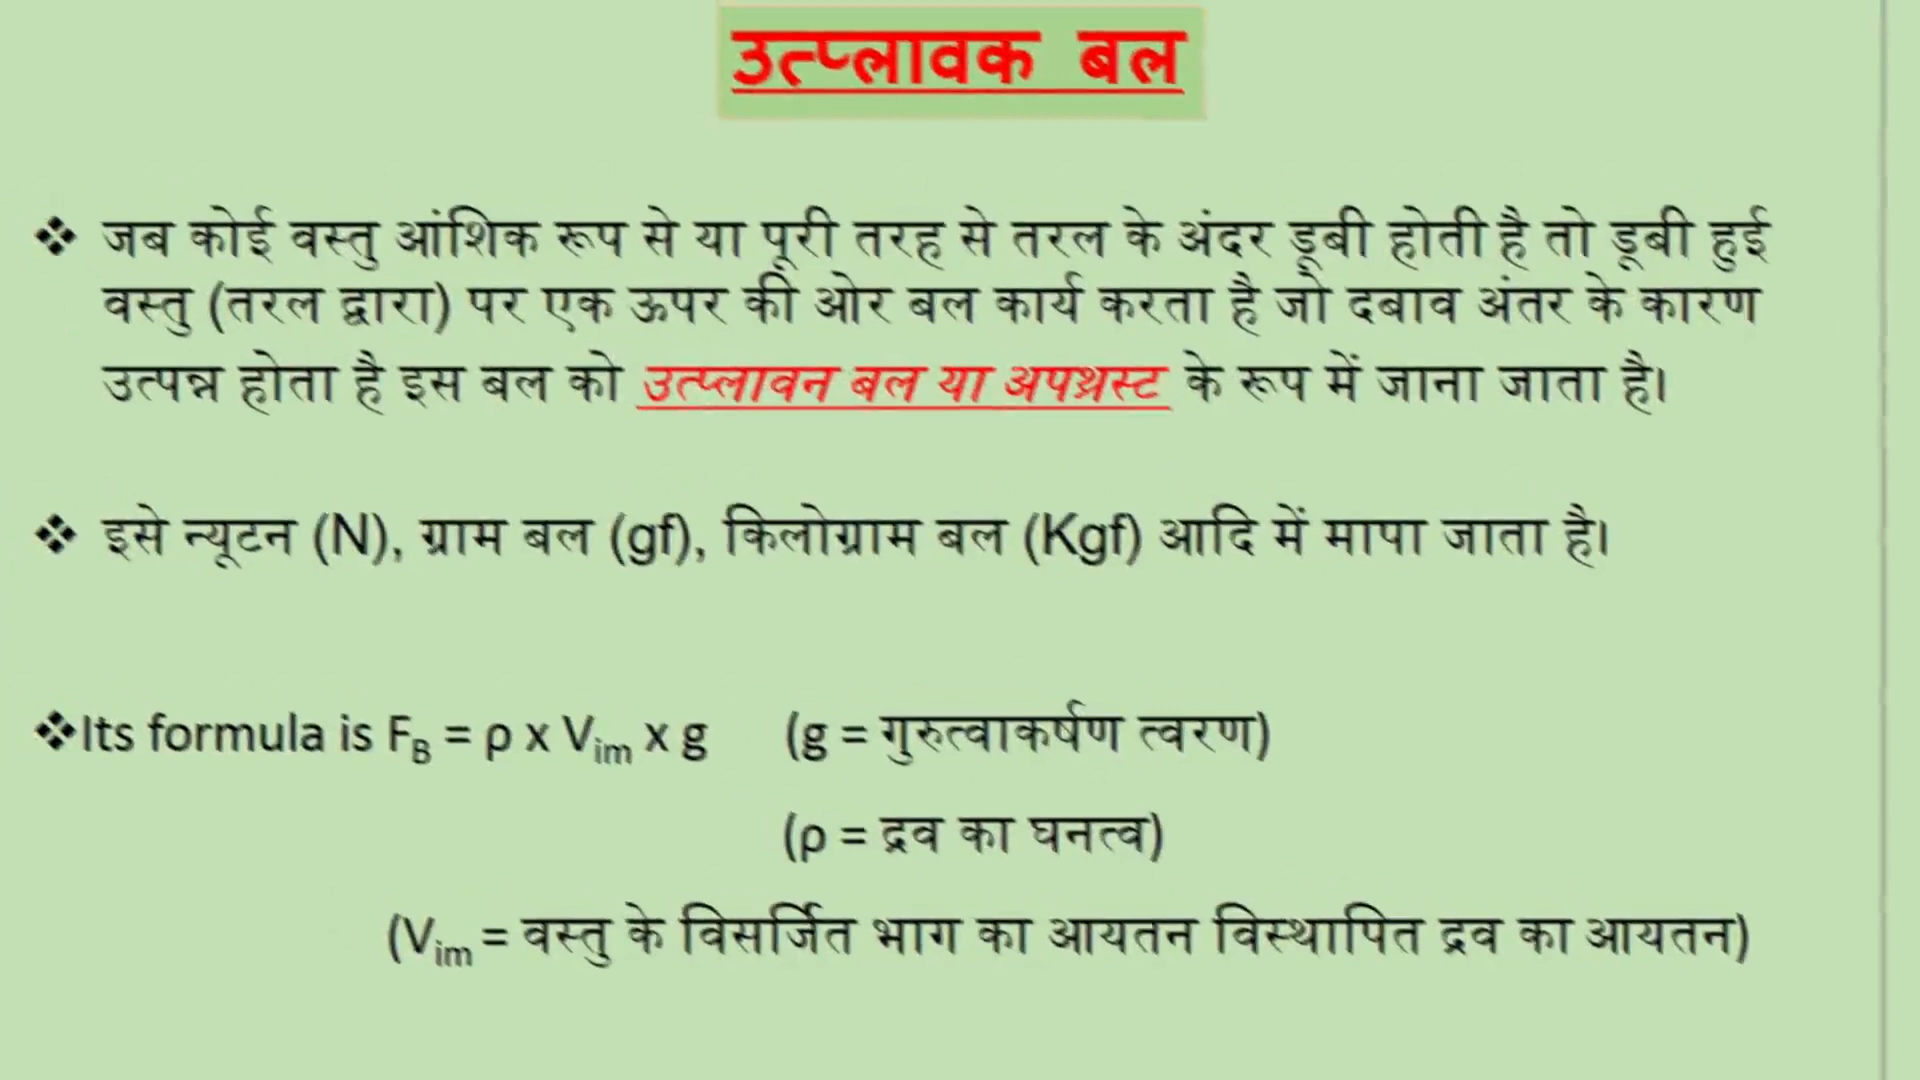 उत्प्लावक बल
❖ जब कोई वस्तु आंशिक रूप से या पूरी तरह से तरल के अंदर डूबी होती है तो डूबी हुई
वस्तु (तरल द्वारा) पर एक ऊपर की ओर बल कार्य करता है जो दबाव अंतर के कारण
उत्पन्न होता है इस बल को उत्प्लावन बल या अपथ्रस्ट के रूप में जाना जाता है।
❖ इसे न्यूटन (N), ग्राम बल (gf), किलोग्राम बल (Kgf) आदि में मापा जाता है।
❖Its formula is F_B = ρ x V_im x g (g = गुरुत्वाकर्षण त्वरण)
(ρ = द्रव का घनत्व)
(V_im = वस्तु के विसर्जित भाग का आयतन विस्थापित द्रव का आयतन)